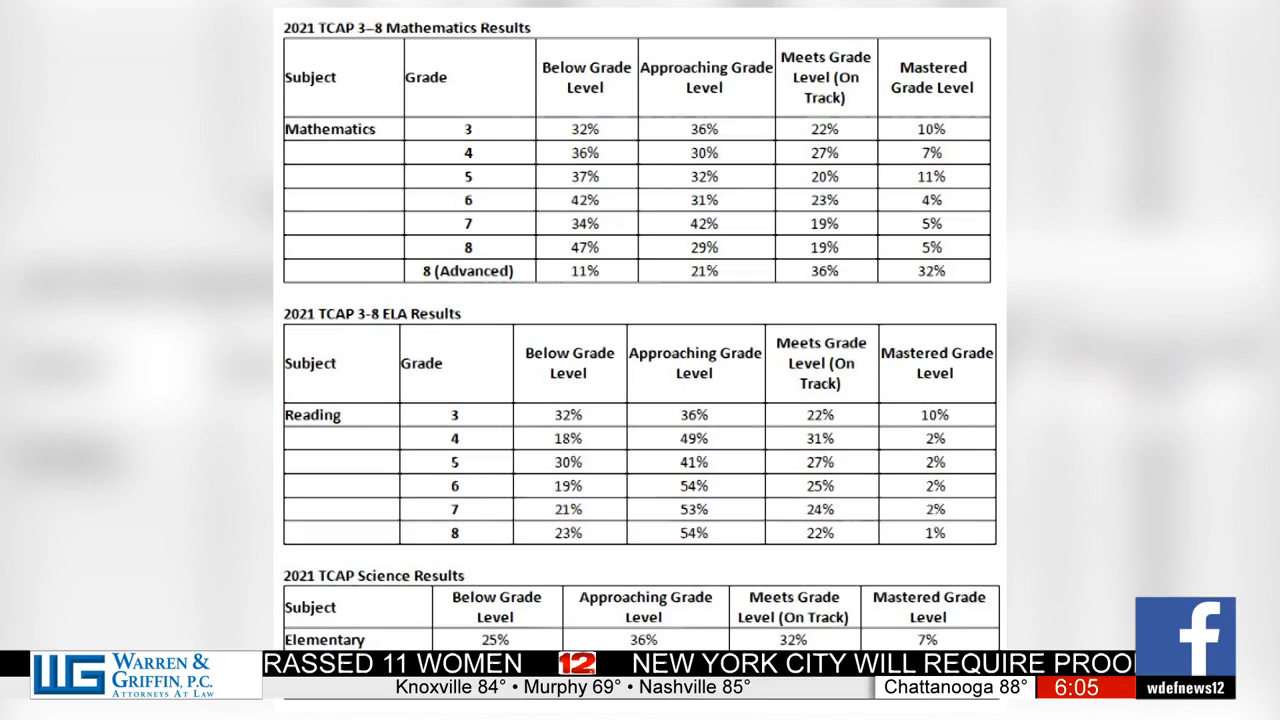 2021 TCAP 3–8 Mathematics Results
Subject Grade Below Grade Level Approaching Grade Level Meets Grade Level (On Track) Mastered Grade Level
Mathematics 3 32% 36% 22% 10%
4 36% 30% 27% 7%
5 37% 32% 20% 11%
6 42% 31% 23% 4%
7 34% 42% 19% 5%
8 47% 29% 19% 5%
8 (Advanced) 11% 21% 36% 32%
2021 TCAP 3-8 ELA Results
Subject Grade Below Grade Level Approaching Grade Level Meets Grade Level (On Track) Mastered Grade Level
Reading 3 32% 36% 22% 10%
4 18% 49% 31% 2%
5 30% 41% 27% 2%
6 19% 54% 25% 2%
7 21% 53% 24% 2%
8 23% 54% 22% 1%
2021 TCAP Science Results
Subject Below Grade Level Approaching Grade Level Meets Grade Level (On Track) Mastered Grade Level
Elementary 25% 36% 32% 7%
WG WARREN & GRIFFIN, P.C. ATTORNEYS AT LAW
RASSED 11 WOMEN 12 NEW YORK CITY WILL REQUIRE PROO
Knoxville 84° • Murphy 69° • Nashville 85° Chattanooga 88° 6:05
f
wdefnews12